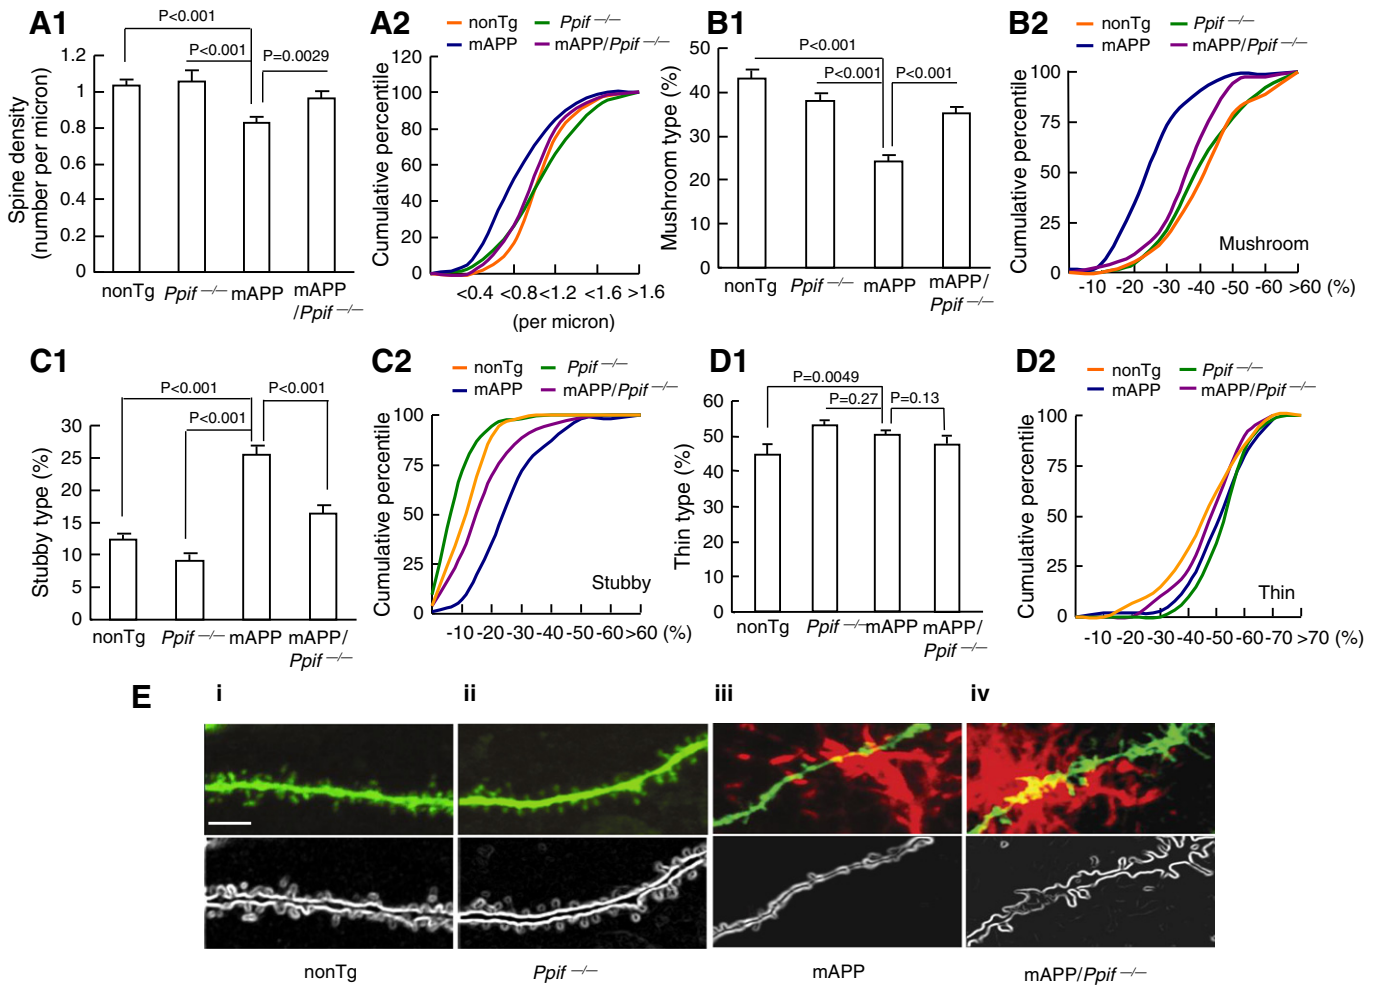 A1
P<0.001
P<0.001
P=0.0029
Spine density
(number per micron)
1.2
1
0.8
0.6
0.4
0.2
0
nonTg
Ppif −/−
mAPP
mAPP
/Ppif −/−
A2
nonTg
Ppif −/−
mAPP
mAPP/Ppif −/−
Cumulative percentile
120
100
80
60
40
20
0
<0.4 <0.8 <1.2 <1.6 >1.6
(per micron)
B1
P<0.001
P<0.001
P<0.001
Mushroom type (%)
50
40
30
20
10
0
nonTg
Ppif −/−
mAPP
mAPP/
Ppif −/−
B2
nonTg
Ppif −/−
mAPP
mAPP/Ppif −/−
Cumulative percentile
100
75
50
25
0
Mushroom
-10 -20 -30 -40 -50 -60 >60 (%)
C1
P<0.001
P<0.001
P<0.001
Stubby type (%)
30
25
20
15
10
5
0
nonTg
Ppif −/−
mAPP
mAPP/
Ppif −/−
C2
nonTg
Ppif −/−
mAPP
mAPP/Ppif −/−
Cumulative percentile
100
75
50
25
0
Stubby
-10 -20 -30 -40 -50 -60 >60 (%)
D1
P=0.0049
P=0.27
P=0.13
Thin type (%)
60
50
40
30
20
10
0
nonTg
Ppif −/−
mAPP
mAPP/
Ppif −/−
D2
nonTg
Ppif −/−
mAPP
mAPP/Ppif −/−
Cumulative percentile
100
75
50
25
0
Thin
-10 -20 -30 -40 -50 -60 -70 >70 (%)
E
i
ii
iii
iv
nonTg
Ppif −/−
mAPP
mAPP/Ppif −/−